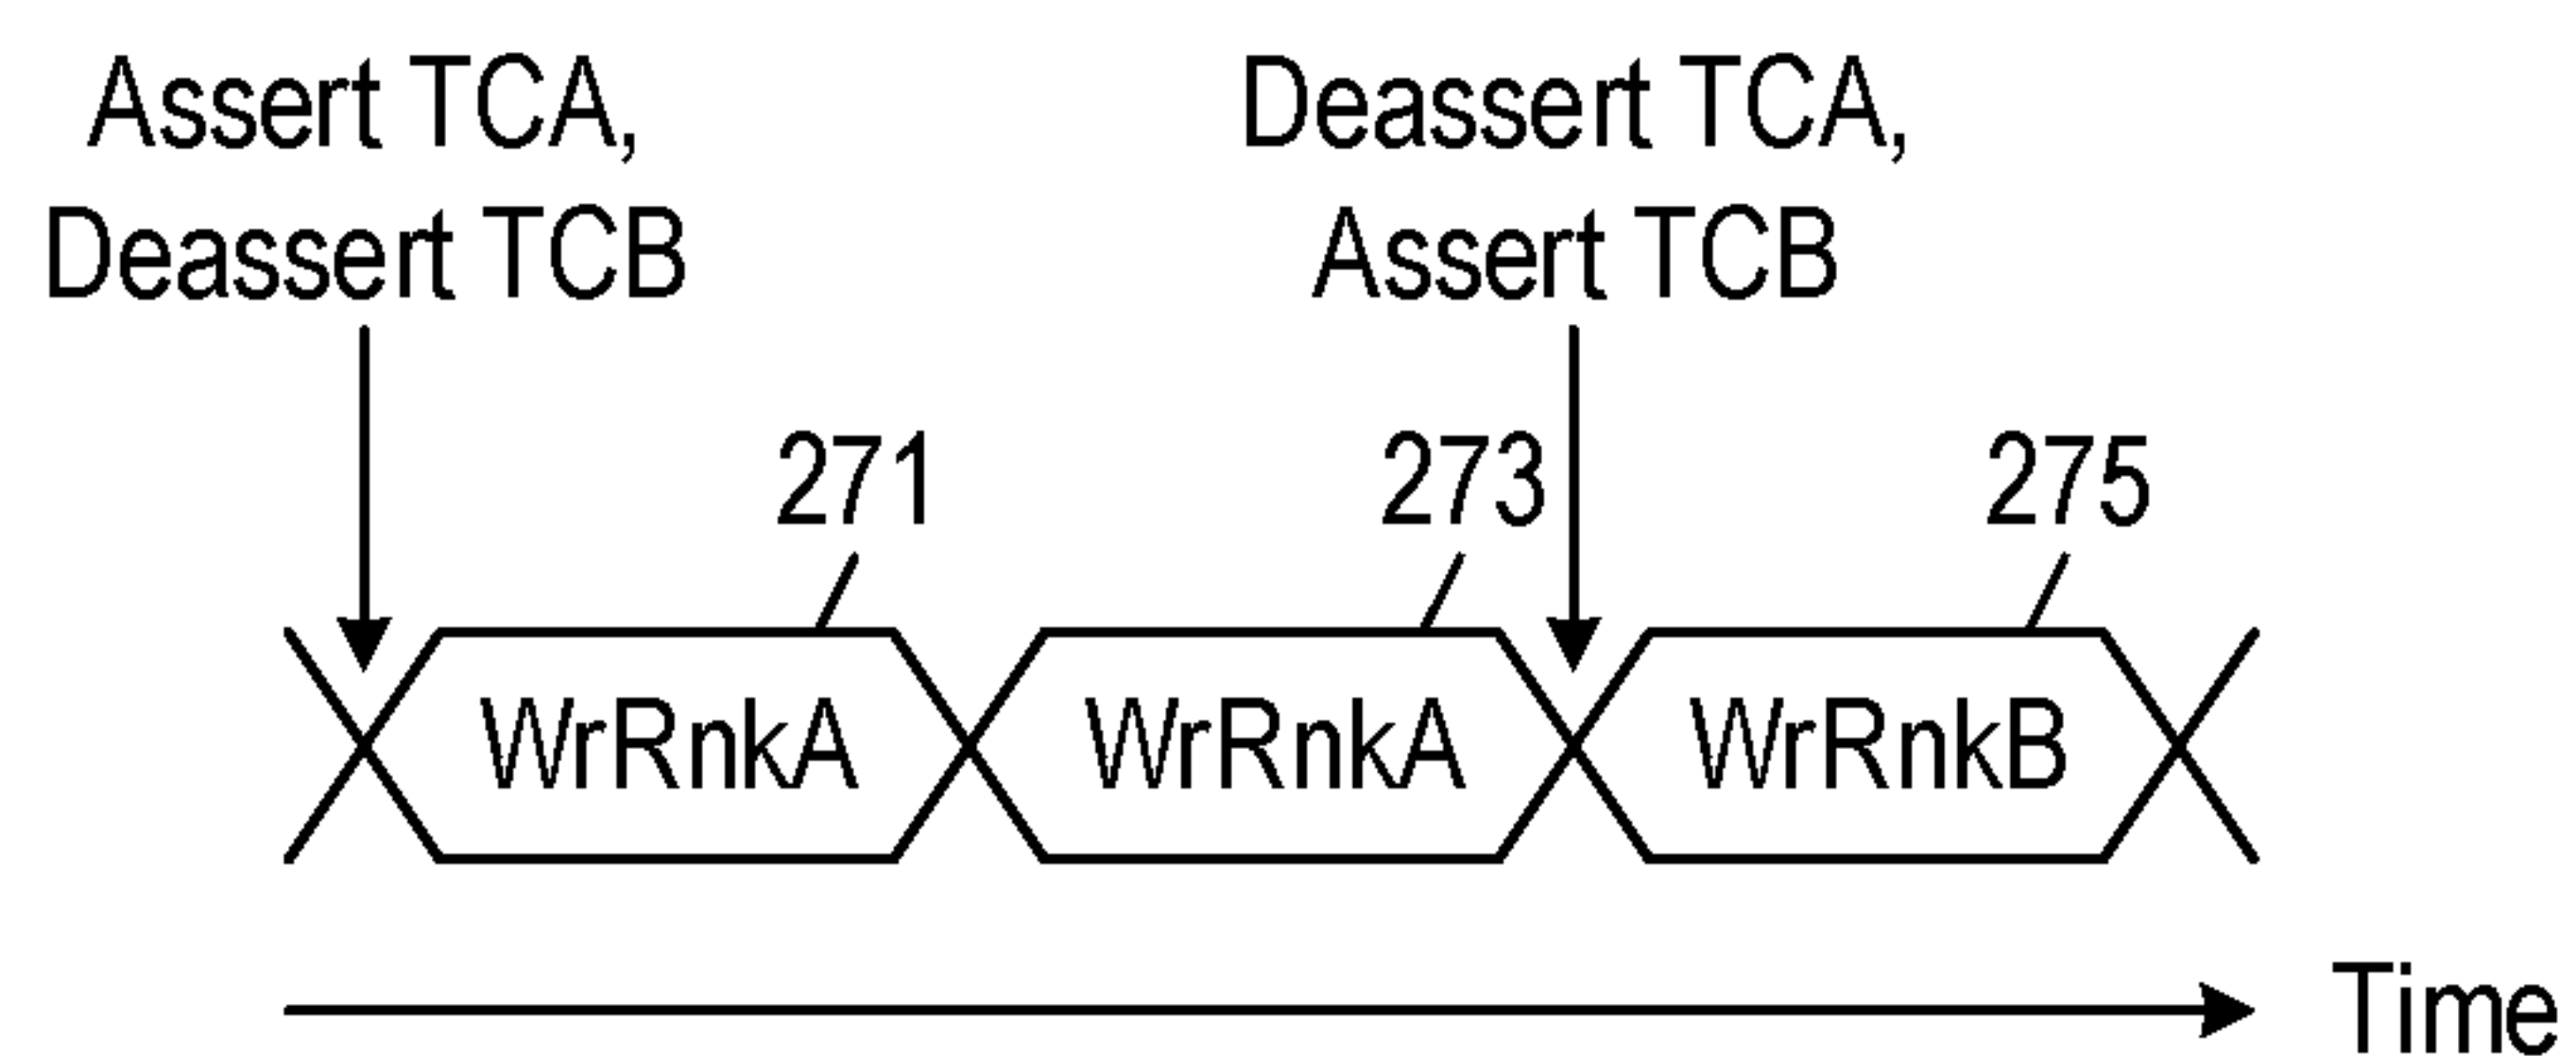 Assert TCA,
Deassert TCB
Deassert TCA,
Assert TCB
271
273
275
WrRnkA
WrRnkA
WrRnkB
Time